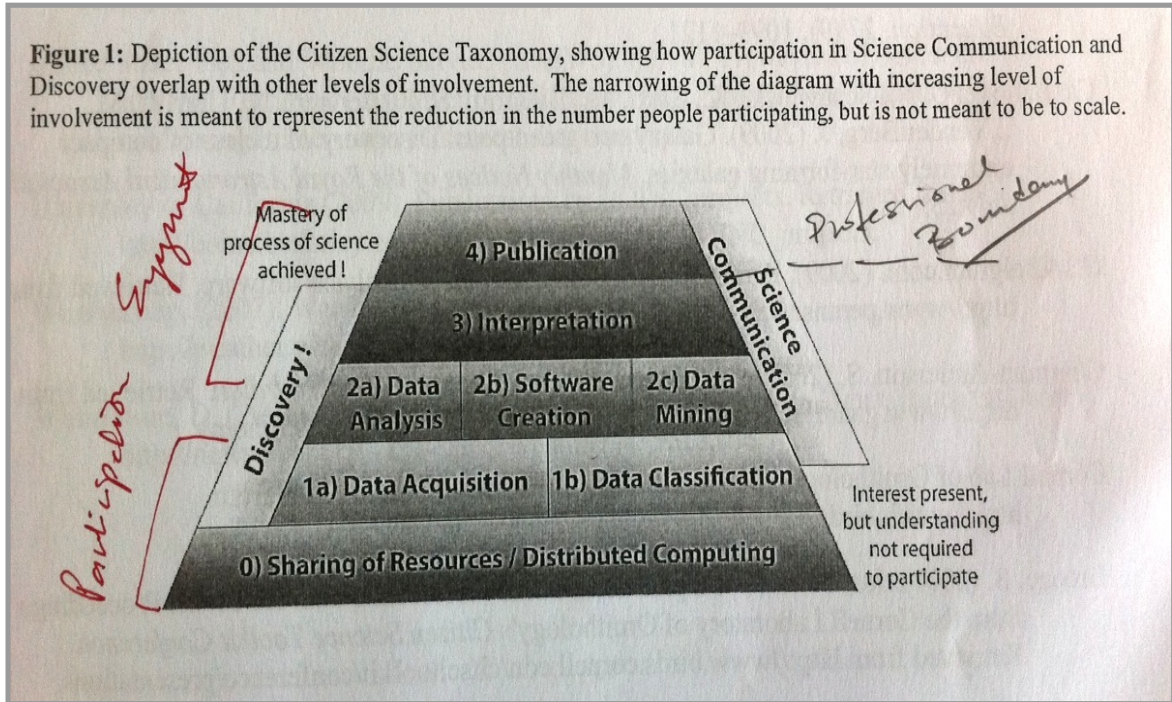 Figure 1: Depiction of the Citizen Science Taxonomy, showing how participation in Science Communication and
Discovery overlap with other levels of involvement. The narrowing of the diagram with increasing level of
involvement is meant to represent the reduction in the number people participating, but is not meant to be to scale.
Mastery of
process of science
achieved !
4) Publication
3) Interpretation
2a) Data
Analysis
2b) Software
Creation
2c) Data
Mining
1a) Data Acquisition
1b) Data Classification
0) Sharing of Resources / Distributed Computing
Discovery !
Science
Communication
Interest present,
but understanding
not required
to participate
Professional
Participation